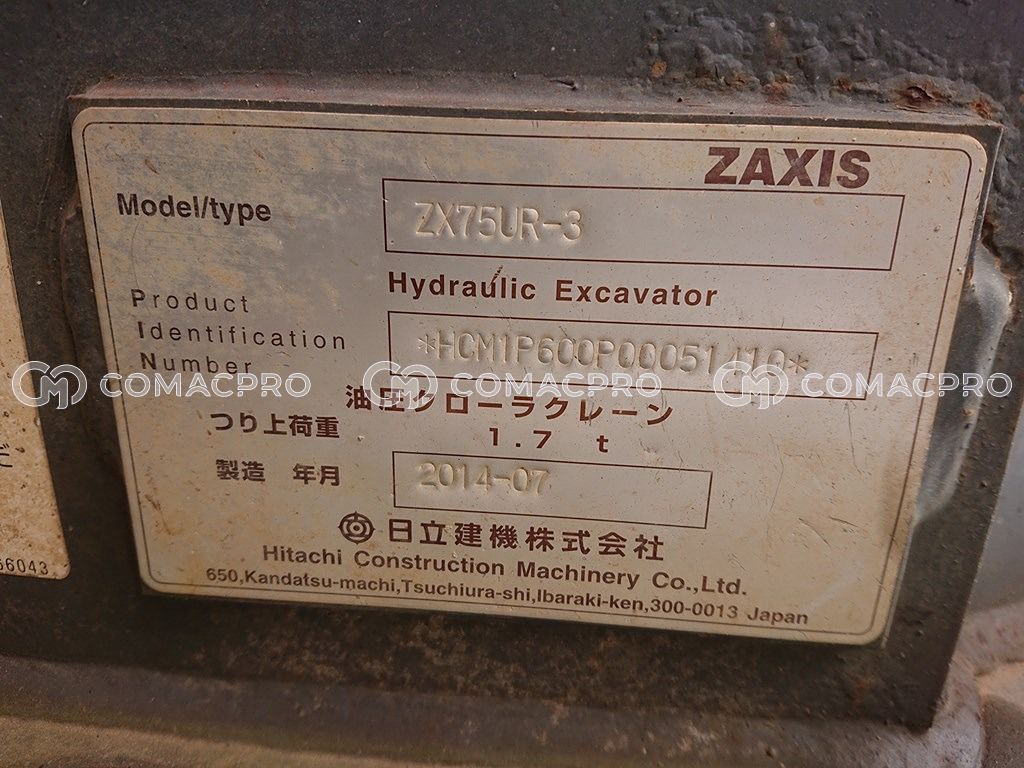 ZAXIS
Model/type
ZX75UR-3
Hydraulic Excavator
Product
Identification
Number
*HCM1P600P00051410*
COMACPRO COMACPRO COMACPRO
油圧クローラクレーン
つり上荷重
1.7 t
製造 年月
2014-07
日立建機株式会社
Hitachi Construction Machinery Co.,Ltd.
650,Kandatsu-machi,Tsuchiura-shi,Ibaraki-ken,300-0013 Japan